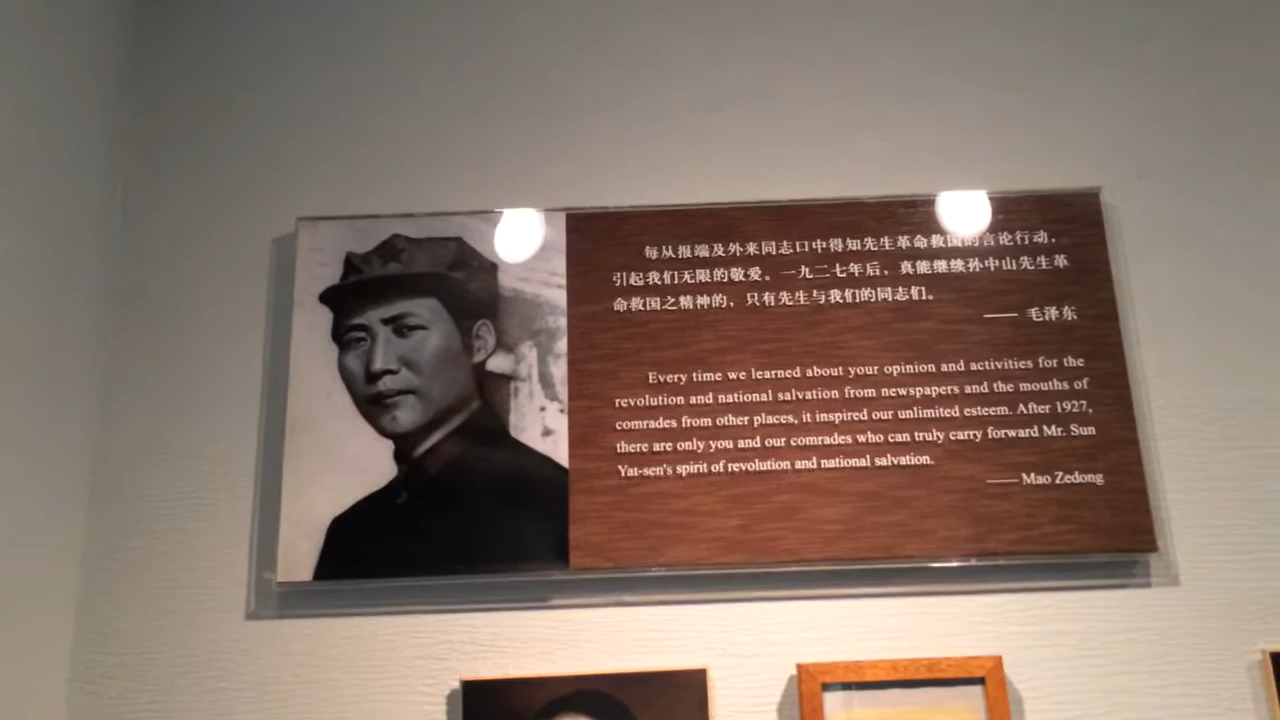 每从报端及外来同志口中得知先生革命救国的言论行动，
引起我们无限的敬爱。一九二七年后，真能继续孙中山先生革
命救国之精神的，只有先生与我们的同志们。
—— 毛泽东
Every time we learned about your opinion and activities for the
revolution and national salvation from newspapers and the mouths of
comrades from other places, it inspired our unlimited esteem. After 1927,
there are only you and our comrades who can truly carry forward Mr. Sun
Yat-sen's spirit of revolution and national salvation.
—— Mao Zedong